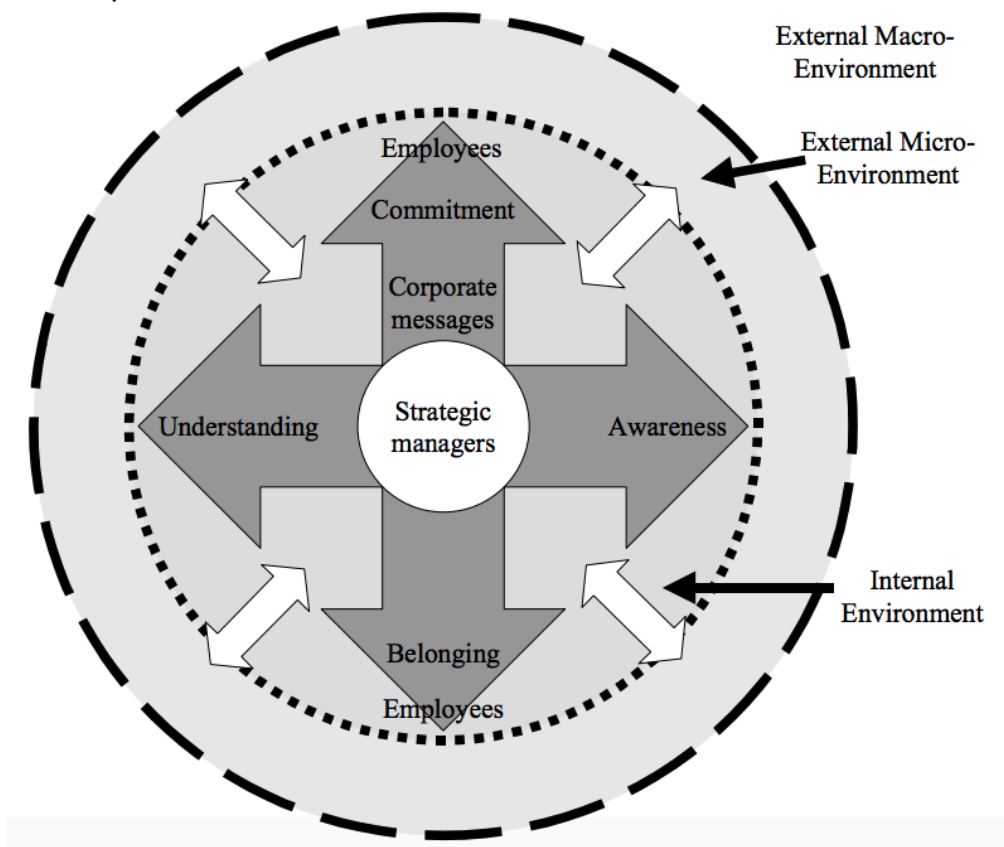 External Macro-
Environment
External Micro-
Environment
Employees
Commitment
Corporate
messages
Understanding
Strategic
managers
Awareness
Internal
Environment
Belonging
Employees